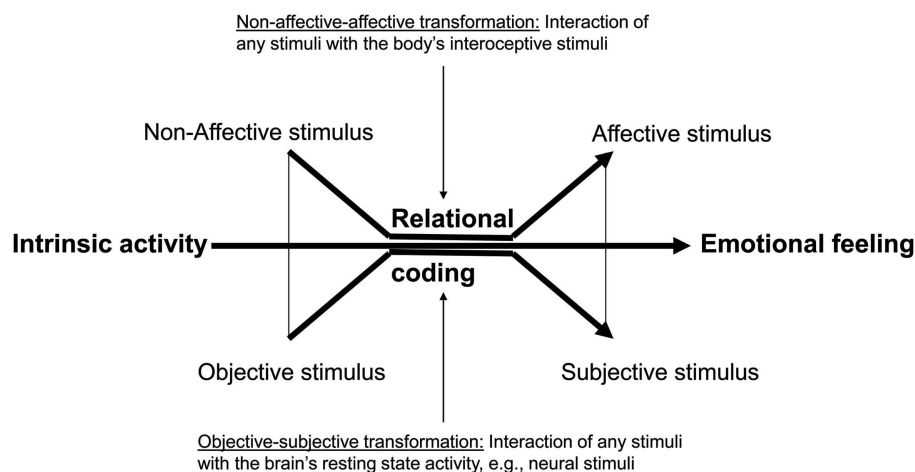 Non-affective-affective transformation: Interaction of
any stimuli with the body's interoceptive stimuli
Non-Affective stimulus
Affective stimulus
Relational
Intrinsic activity
Emotional feeling
coding
Objective stimulus
Subjective stimulus
Objective-subjective transformation: Interaction of any stimuli
with the brain's resting state activity, e.g., neural stimuli